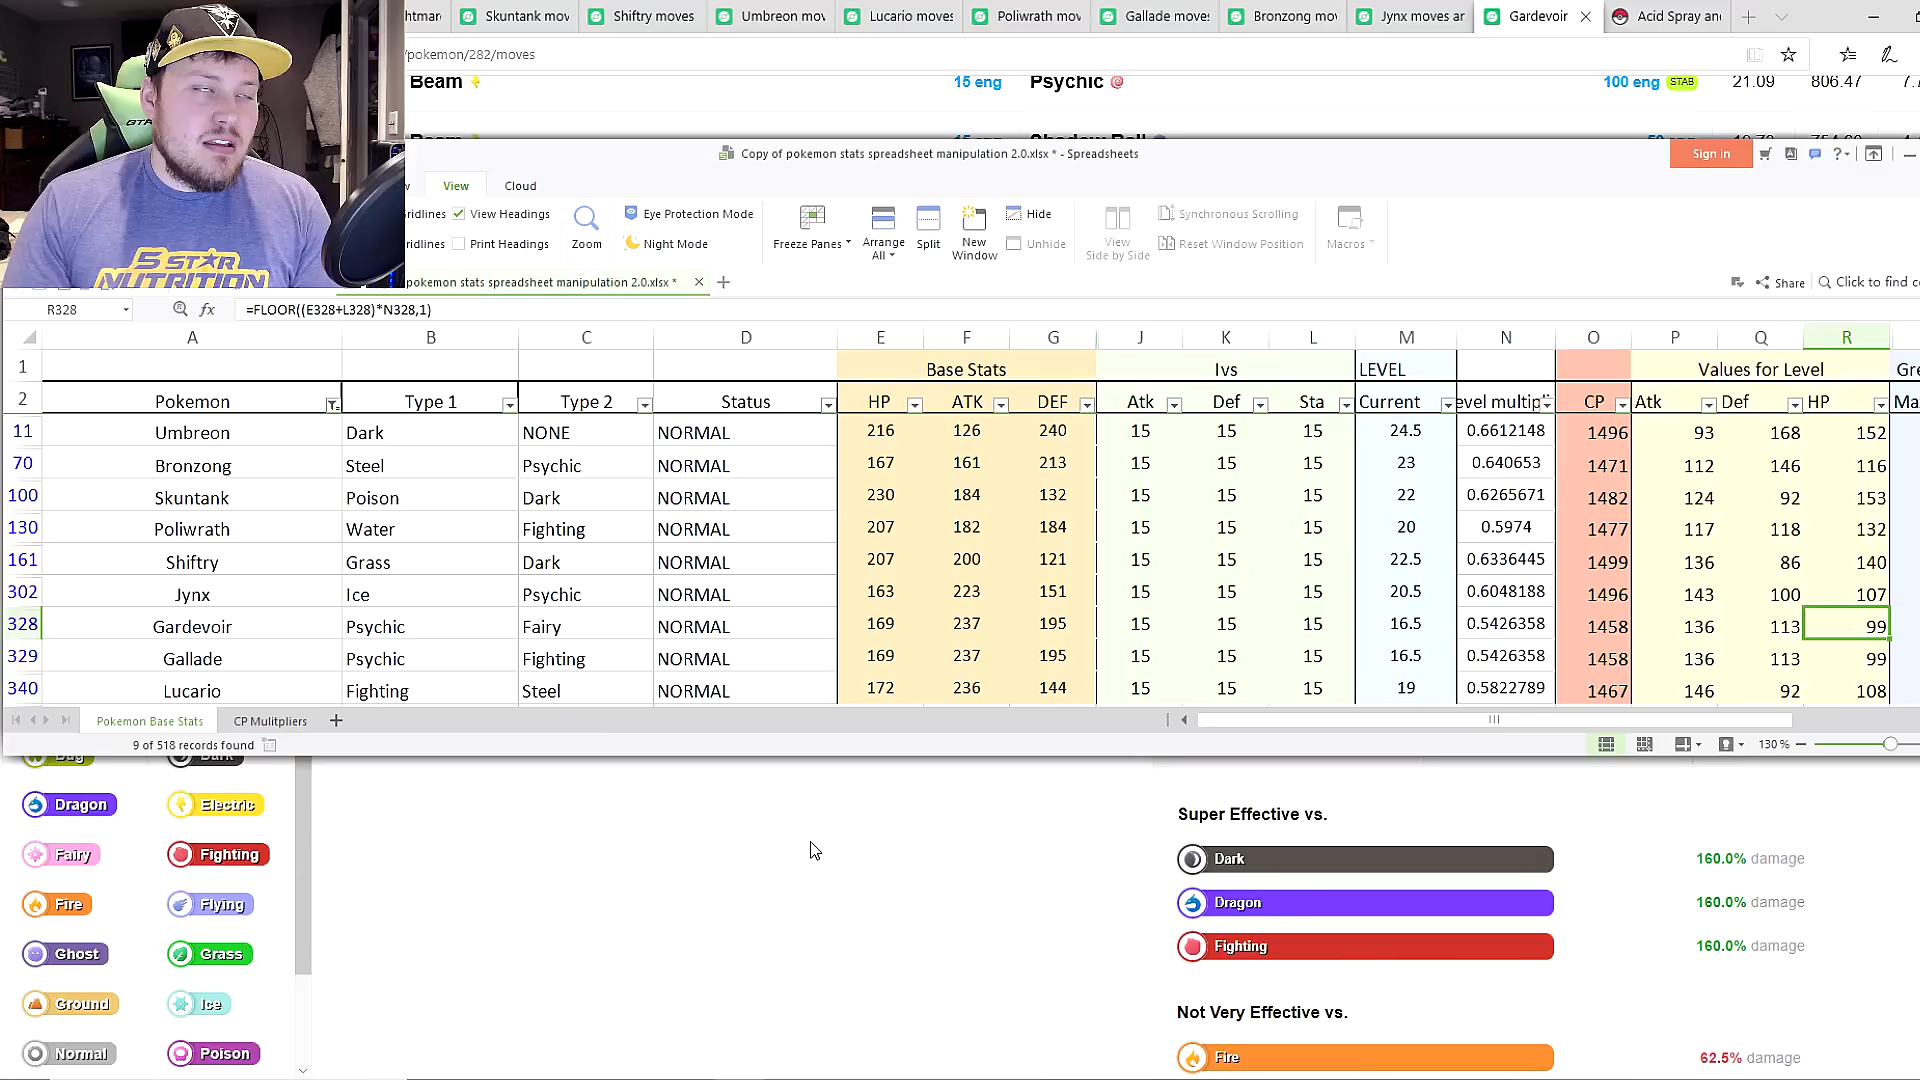 Skuntank mov
Shiftry moves
Umbreon mov
Lucario moves
Poliwrath mov
Gallade moves
Bronzong mov
Jynx moves ar
Gardevoir
Acid Spray an
/pokemon/282/moves
Beam 15 eng Psychic 100 eng STAB 21.09 806.47
Copy of pokemon stats spreadsheet manipulation 2.0.xlsx * - Spreadsheets
Sign in
View Cloud
View Headings
Print Headings
Zoom
Eye Protection Mode
Night Mode
Freeze Panes
Arrange All
Split
New Window
Hide
Unhide
View Side by Side
Synchronous Scrolling
Reset Window Position
Macros
5 STAR
NUTRITION
pokemon stats spreadsheet manipulation 2.0.xlsx *
Share
Click to find c
R328 fx =FLOOR((E328+L328)*N328,1)
A B C D E F G J K L M N O P Q R
1 Base Stats Ivs LEVEL Values for Level Gre
2 Pokemon Type 1 Type 2 Status HP ATK DEF Atk Def Sta Current evel multipl CP Atk Def HP Ma
11 Umbreon Dark NONE NORMAL 216 126 240 15 15 15 24.5 0.6612148 1496 93 168 152
70 Bronzong Steel Psychic NORMAL 167 161 213 15 15 15 23 0.640653 1471 112 146 116
100 Skuntank Poison Dark NORMAL 230 184 132 15 15 15 22 0.6265671 1482 124 92 153
130 Poliwrath Water Fighting NORMAL 207 182 184 15 15 15 20 0.5974 1477 117 118 132
161 Shiftry Grass Dark NORMAL 207 200 121 15 15 15 22.5 0.6336445 1499 136 86 140
302 Jynx Ice Psychic NORMAL 163 223 151 15 15 15 20.5 0.6048188 1496 143 100 107
328 Gardevoir Psychic Fairy NORMAL 169 237 195 15 15 15 16.5 0.5426358 1458 136 113 99
329 Gallade Psychic Fighting NORMAL 169 237 195 15 15 15 16.5 0.5426358 1458 136 113 99
340 Lucario Fighting Steel NORMAL 172 236 144 15 15 15 19 0.5822789 1467 146 92 108
Pokemon Base Stats CP Mulitpliers
9 of 518 records found
130 %
Bug Dark
Dragon Electric
Fairy Fighting
Fire Flying
Ghost Grass
Ground Ice
Normal Poison
Super Effective vs.
Dark 160.0% damage
Dragon 160.0% damage
Fighting 160.0% damage
Not Very Effective vs.
Fire 62.5% damage